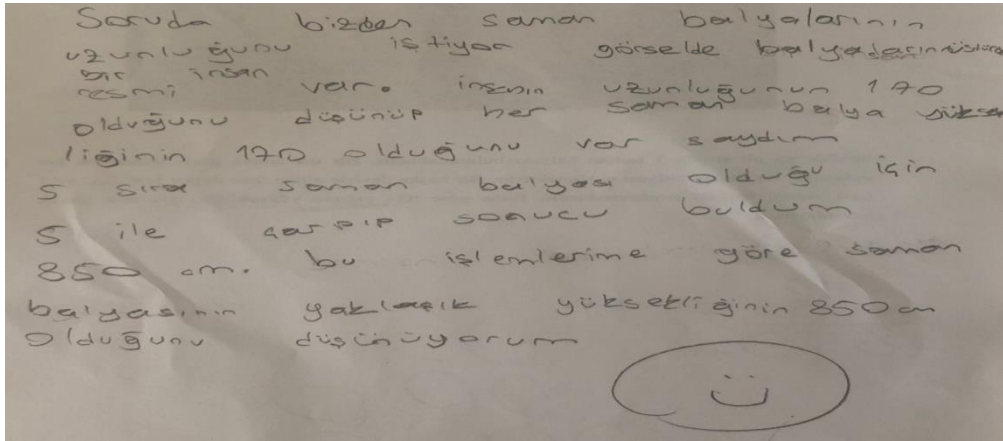 Soruda bizden saman balyalarının
uzunluğunu iştiyor görselde balyaların üstünde
bir insan
resmi var. insanın uzunluğunun 170
olduğunu düşünüp her saman balya yüksek
liğinin 170 olduğunu var saydım
5 sıra saman balyası olduğu için
5 ile çarpıp sonucu buldum
850 cm. bu işlemlerime göre saman
balyasının yaklaşık yüksekliğinin 850 cm
olduğunu düşünüyorum